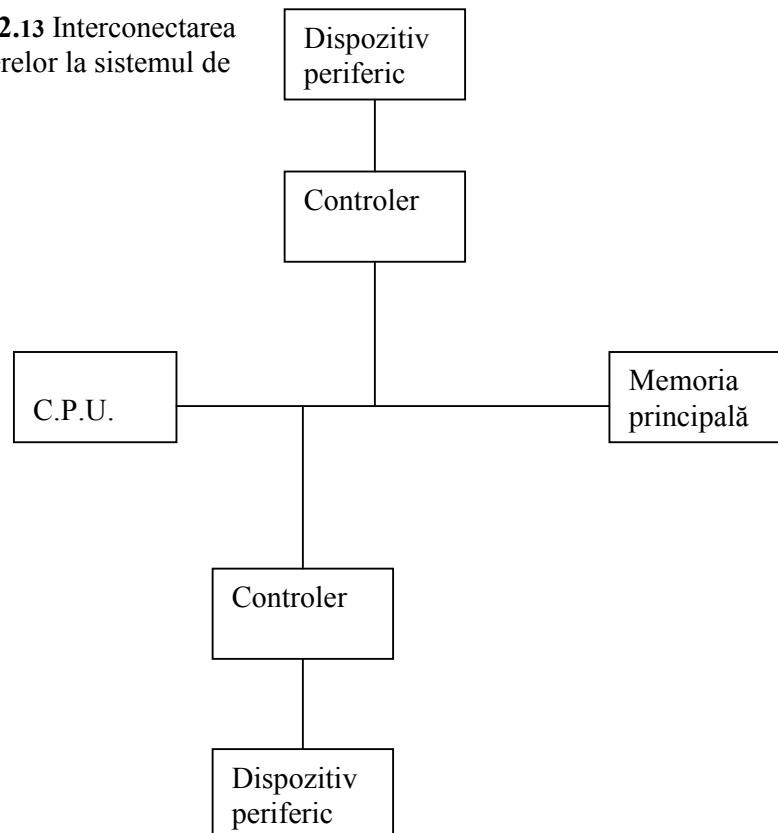 2.13 Interconectarea
relor la sistemul de
Dispozitiv
periferic
Controler
C.P.U.
Memoria
principală
Controler
Dispozitiv
periferic